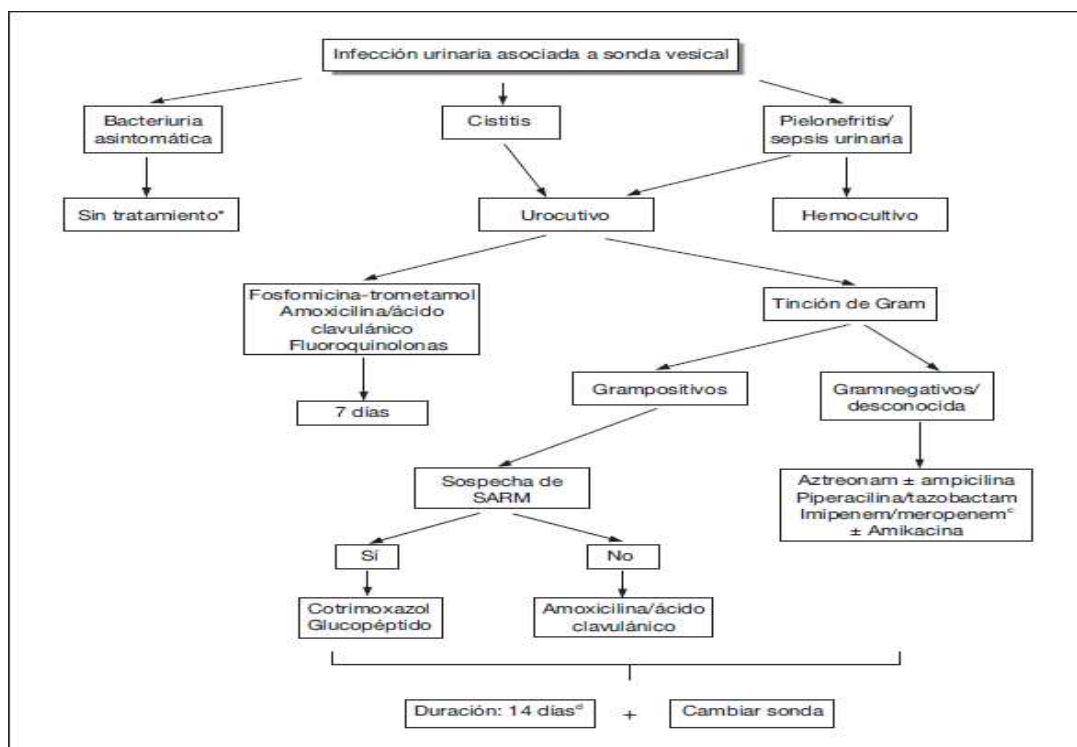 Infección urinaria asociada a sonda vesical
Bacteriuria
asintomática
Cistitis
Pielonefritis/
sepsis urinaria
Sin tratamiento*
Urocutivo
Hemocultivo
Fosfomicina-trometamol
Amoxicilina/ácido
clavulánico
Fluoroquinolonas
Tinción de Gram
7 días
Grampositivos
Gramnegativos/
desconocida
Sospecha de
SARM
Aztreonam ± ampicilina
Piperacilina/tazobactam
Imipenem/meropenemᶜ
± Amikacina
Sí
No
Cotrimoxazol
Glucopéptido
Amoxicilina/ácido
clavulánico
Duración: 14 díasᵈ + Cambiar sonda